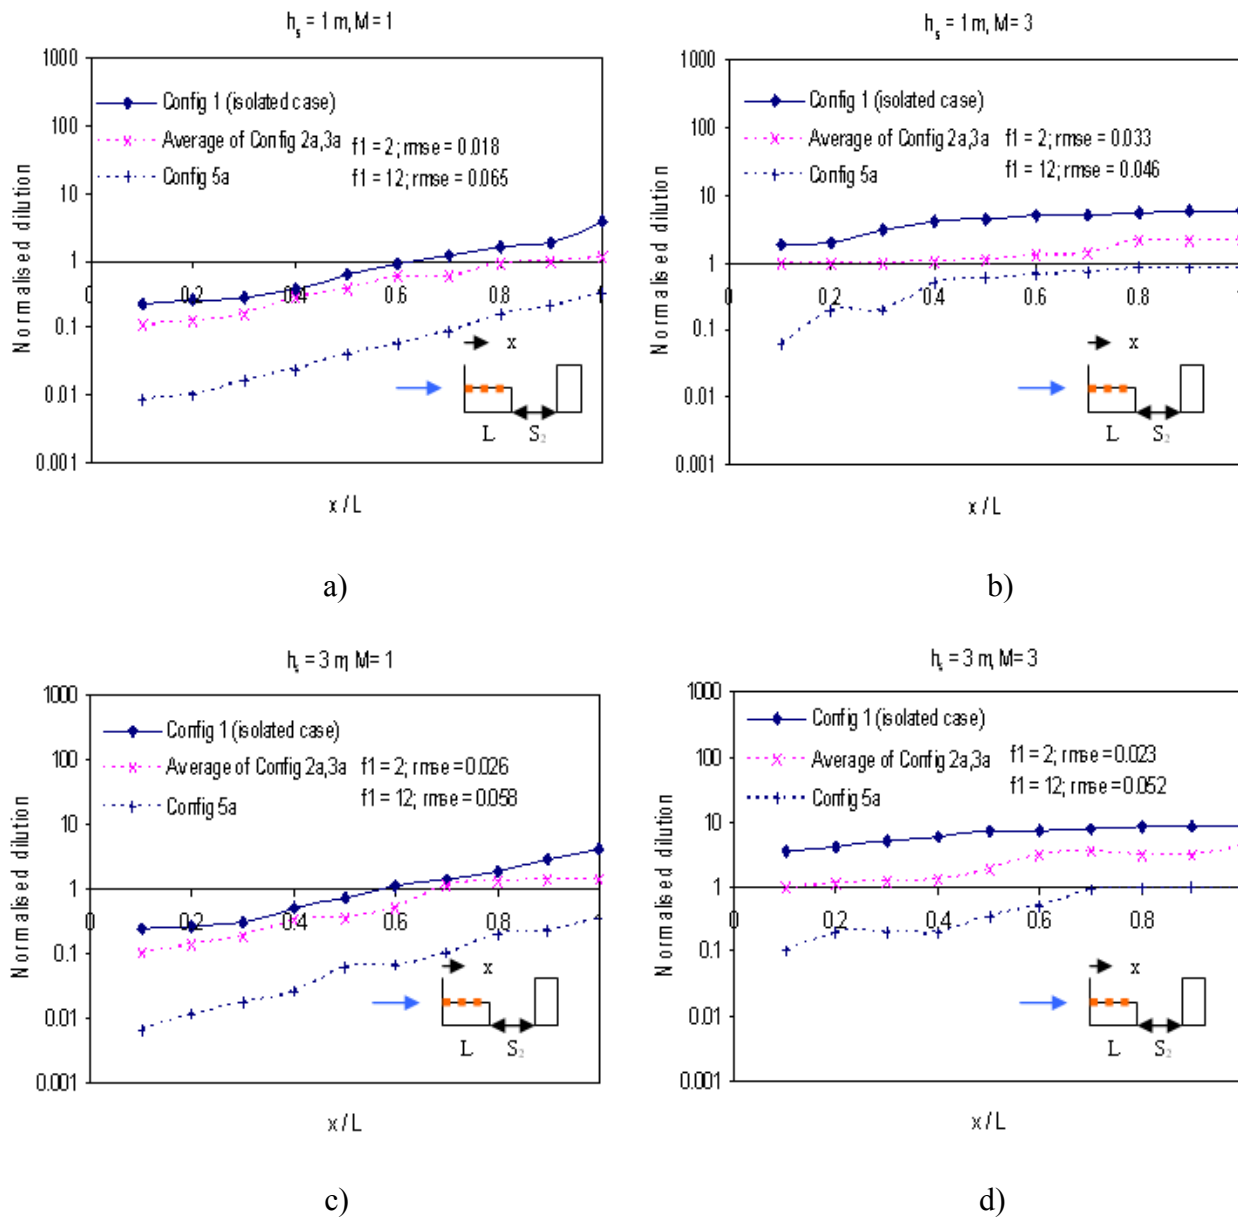 hₛ = 1 m, M= 1
1000
100
10
1
0.1
0.01
0.001
Normalised dilution
Config 1 (isolated case)
Average of Config 2a,3a
Config 5a
f1 = 2; rmse = 0.018
f1 = 12; rmse = 0.065
0 0.2 0.4 0.6 0.8 1
x
L S₂
x / L
a)
hₛ = 1 m, M= 3
1000
100
10
1
0.1
0.01
0.001
Normalised dilution
Config 1 (isolated case)
Average of Config 2a,3a
Config 5a
f1 = 2; rmse = 0.033
f1 = 12; rmse = 0.046
0 0.2 0.4 0.6 0.8 1
x
L S₂
x / L
b)
hₛ = 3 m, M= 1
1000
100
10
1
0.1
0.01
0.001
Normalised dilution
Config 1 (isolated case)
Average of Config 2a,3a
Config 5a
f1 = 2; rmse = 0.026
f1 = 12; rmse = 0.058
0 0.2 0.4 0.6 0.8 1
x
L S₂
x / L
c)
hₛ = 3 m, M= 3
1000
100
10
1
0.1
0.01
0.001
Normalised dilution
Config 1 (isolated case)
Average of Config 2a,3a
Config 5a
f1 = 2; rmse = 0.023
f1 = 12; rmse = 0.052
0 0.2 0.4 0.6 0.8 1
x
L S₂
x / L
d)